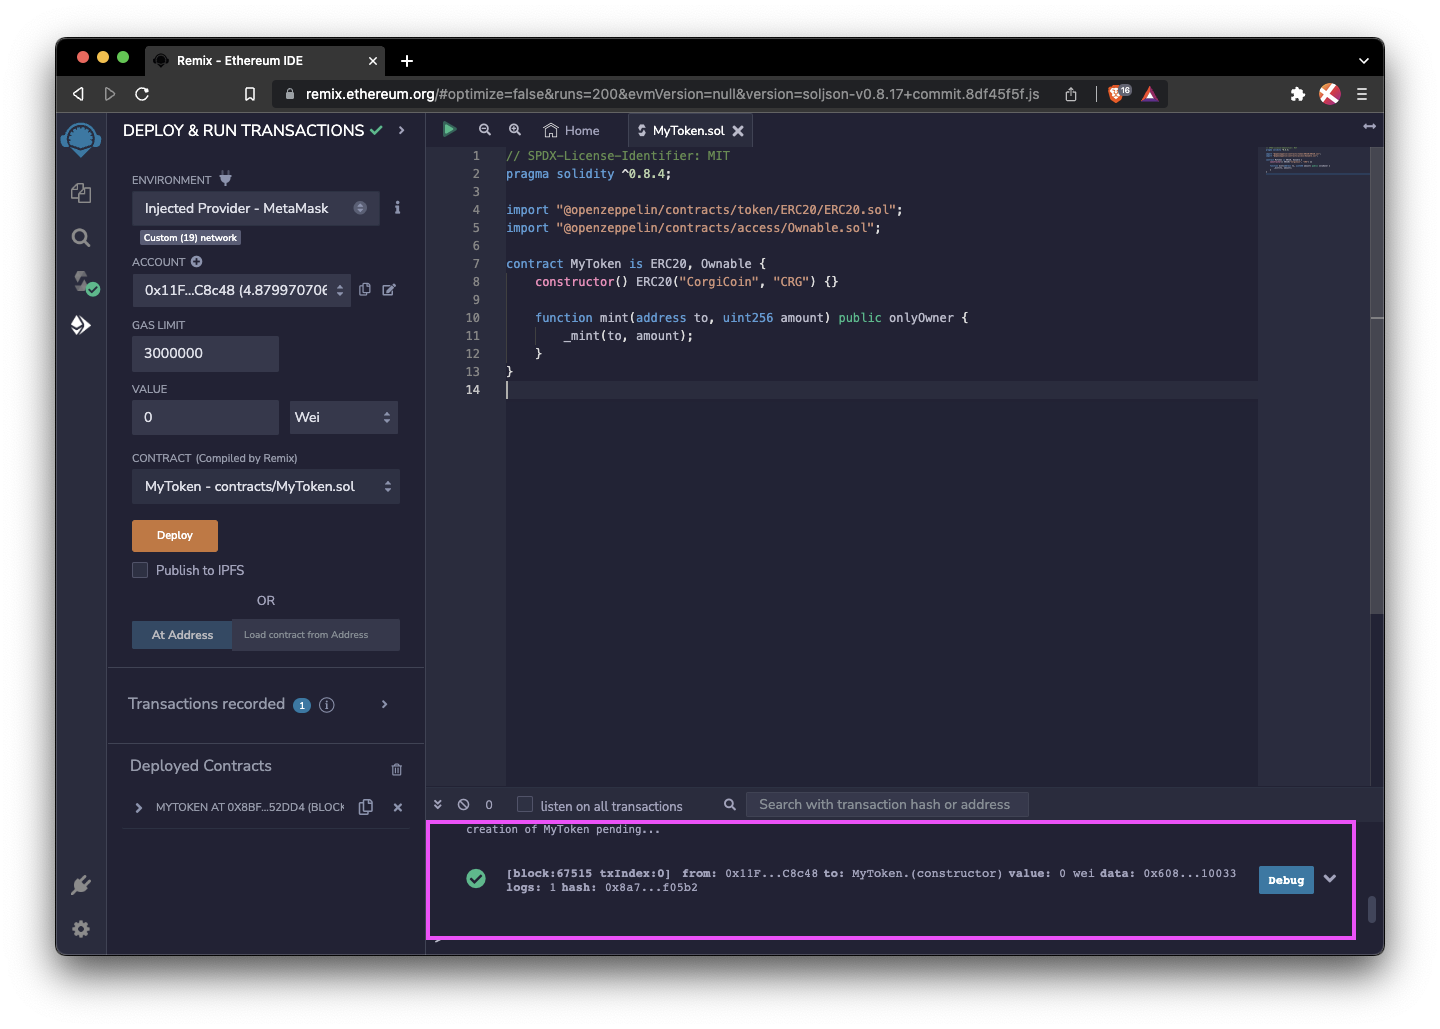 Remix - Ethereum IDE
remix.ethereum.org/#optimize=false&runs=200&evmVersion=null&version=soljson-v0.8.17+commit.8df45f5f.js
16
DEPLOY & RUN TRANSACTIONS
ENVIRONMENT
Injected Provider - MetaMask
Custom (19) network
ACCOUNT
0x11F...C8c48 (4.879970706
GAS LIMIT
3000000
VALUE
0
Wei
CONTRACT (Compiled by Remix)
MyToken - contracts/MyToken.sol
Deploy
Publish to IPFS
OR
At Address
Load contract from Address
Transactions recorded 1
Deployed Contracts
MYTOKEN AT 0X8BF...52DD4 (BLOCK
Home
MyToken.sol
1 // SPDX-License-Identifier: MIT
2 pragma solidity ^0.8.4;
3
4 import "@openzeppelin/contracts/token/ERC20/ERC20.sol";
5 import "@openzeppelin/contracts/access/Ownable.sol";
6
7 contract MyToken is ERC20, Ownable {
8 constructor() ERC20("CorgiCoin", "CRG") {}
9
10 function mint(address to, uint256 amount) public onlyOwner {
11 _mint(to, amount);
12 }
13 }
14
0
listen on all transactions
Search with transaction hash or address
creation of MyToken pending...
[block:67515 txIndex:0] from: 0x11F...C8c48 to: MyToken.(constructor) value: 0 wei data: 0x608...10033
logs: 1 hash: 0x8a7...f05b2
Debug